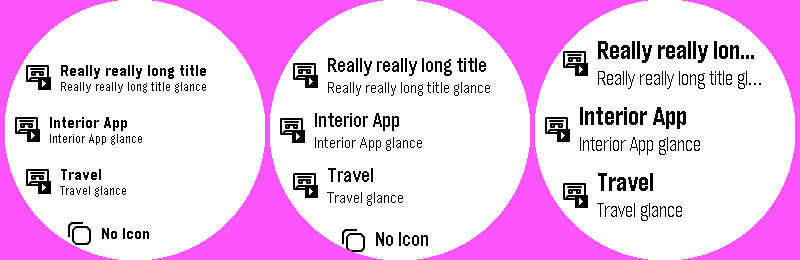 Really really long title
Really really long title glance
Interior App
Interior App glance
Travel
Travel glance
No Icon
Really really long title
Really really long title glance
Interior App
Interior App glance
Travel
Travel glance
No Icon
Really really lon...
Really really long title gl...
Interior App
Interior App glance
Travel
Travel glance